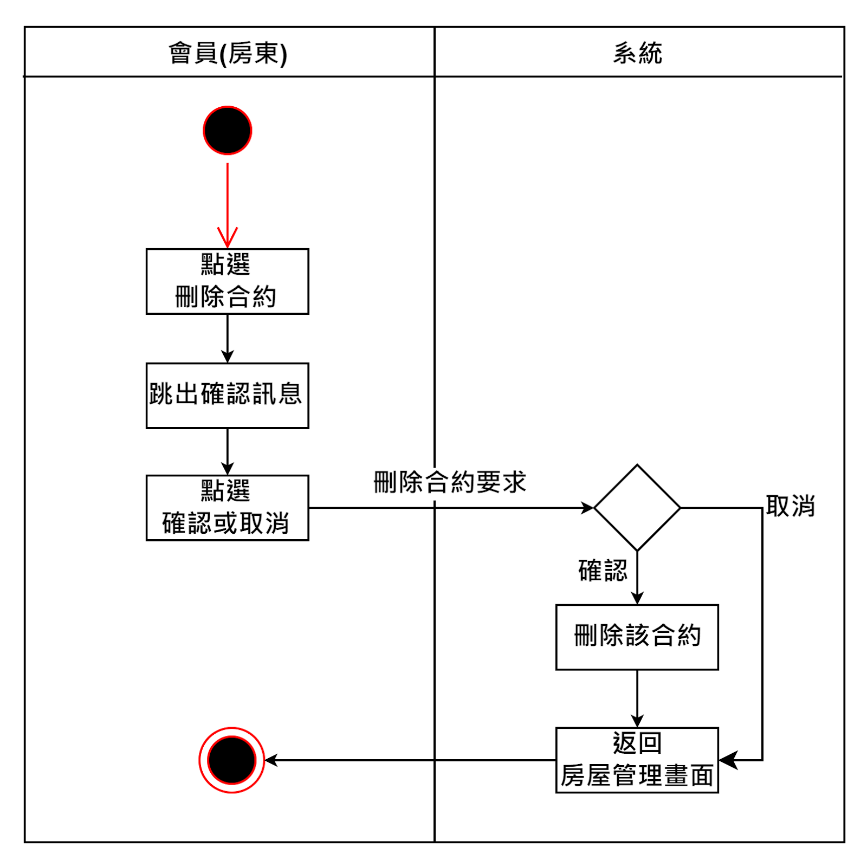 會員(房東)
系統
點選
刪除合約
跳出確認訊息
點選
確認或取消
刪除合約要求
取消
確認
刪除該合約
返回
房屋管理畫面